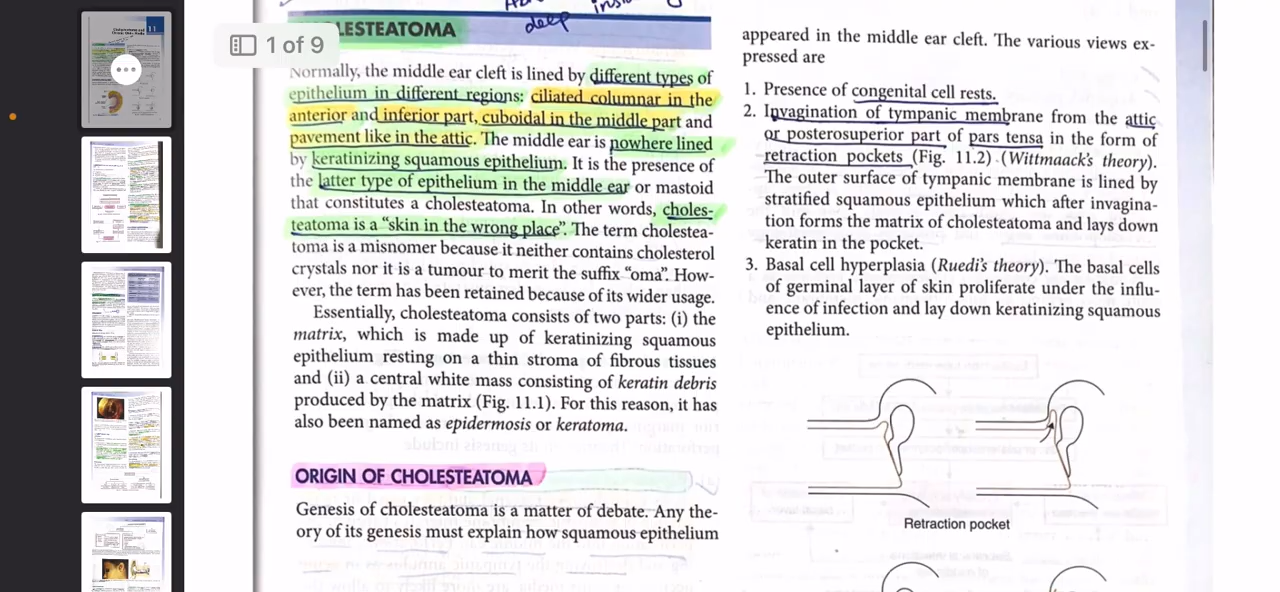 deep
1 of 9
LESTEATOMA
Normally, the middle ear cleft is lined by different types of
epithelium in different regions: ciliated columnar in the
anterior and inferior part, cuboidal in the middle part and
pavement like in the attic. The middle ear is nowhere lined
by keratinizing squamous epithelium. It is the presence of
the latter type of epithelium in the middle ear or mastoid
that constitutes a cholesteatoma. In other words, choles-
teatoma is a “skin in the wrong place”. The term cholestea-
toma is a misnomer because it neither contains cholesterol
crystals nor it is a tumour to merit the suffix “oma”. How-
ever, the term has been retained because of its wider usage.
Essentially, cholesteatoma consists of two parts: (i) the
matrix, which is made up of keratinizing squamous
epithelium resting on a thin stroma of fibrous tissues
and (ii) a central white mass consisting of keratin debris
produced by the matrix (Fig. 11.1). For this reason, it has
also been named as epidermosis or keratoma.
ORIGIN OF CHOLESTEATOMA
Genesis of cholesteatoma is a matter of debate. Any the-
ory of its genesis must explain how squamous epithelium
appeared in the middle ear cleft. The various views ex-
pressed are
1. Presence of congenital cell rests.
2. Invagination of tympanic membrane from the attic
or posterosuperior part of pars tensa in the form of
retraction pockets (Fig. 11.2) (Wittmaack's theory).
The outer surface of tympanic membrane is lined by
stratified squamous epithelium which after invagina-
tion forms the matrix of cholesteatoma and lays down
keratin in the pocket.
3. Basal cell hyperplasia (Ruedi's theory). The basal cells
of germinal layer of skin proliferate under the influ-
ence of infection and lay down keratinizing squamous
epithelium.
Retraction pocket